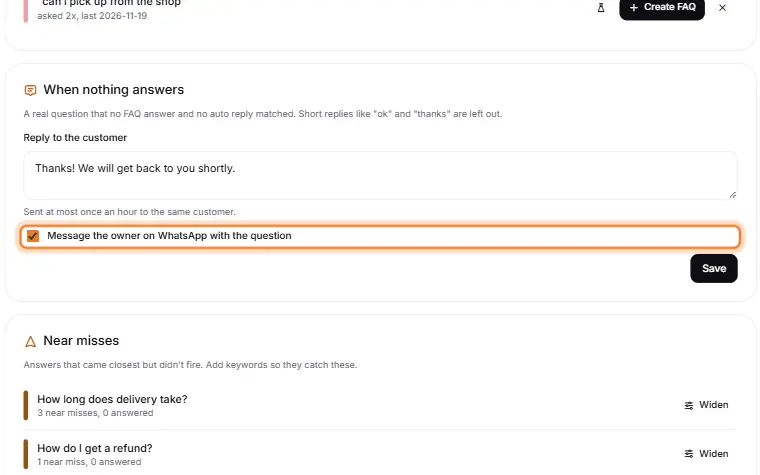 "can i pick up from the shop"
asked 2x, last 2026-11-19
+ Create FAQ
When nothing answers
A real question that no FAQ answer and no auto reply matched. Short replies like "ok" and "thanks" are left out.
Reply to the customer
Thanks! We will get back to you shortly.
Sent at most once an hour to the same customer.
Message the owner on WhatsApp with the question
Save
Near misses
Answers that came closest but didn't fire. Add keywords so they catch these.
How long does delivery take?
3 near misses, 0 answered
Widen
How do I get a refund?
1 near miss, 0 answered
Widen